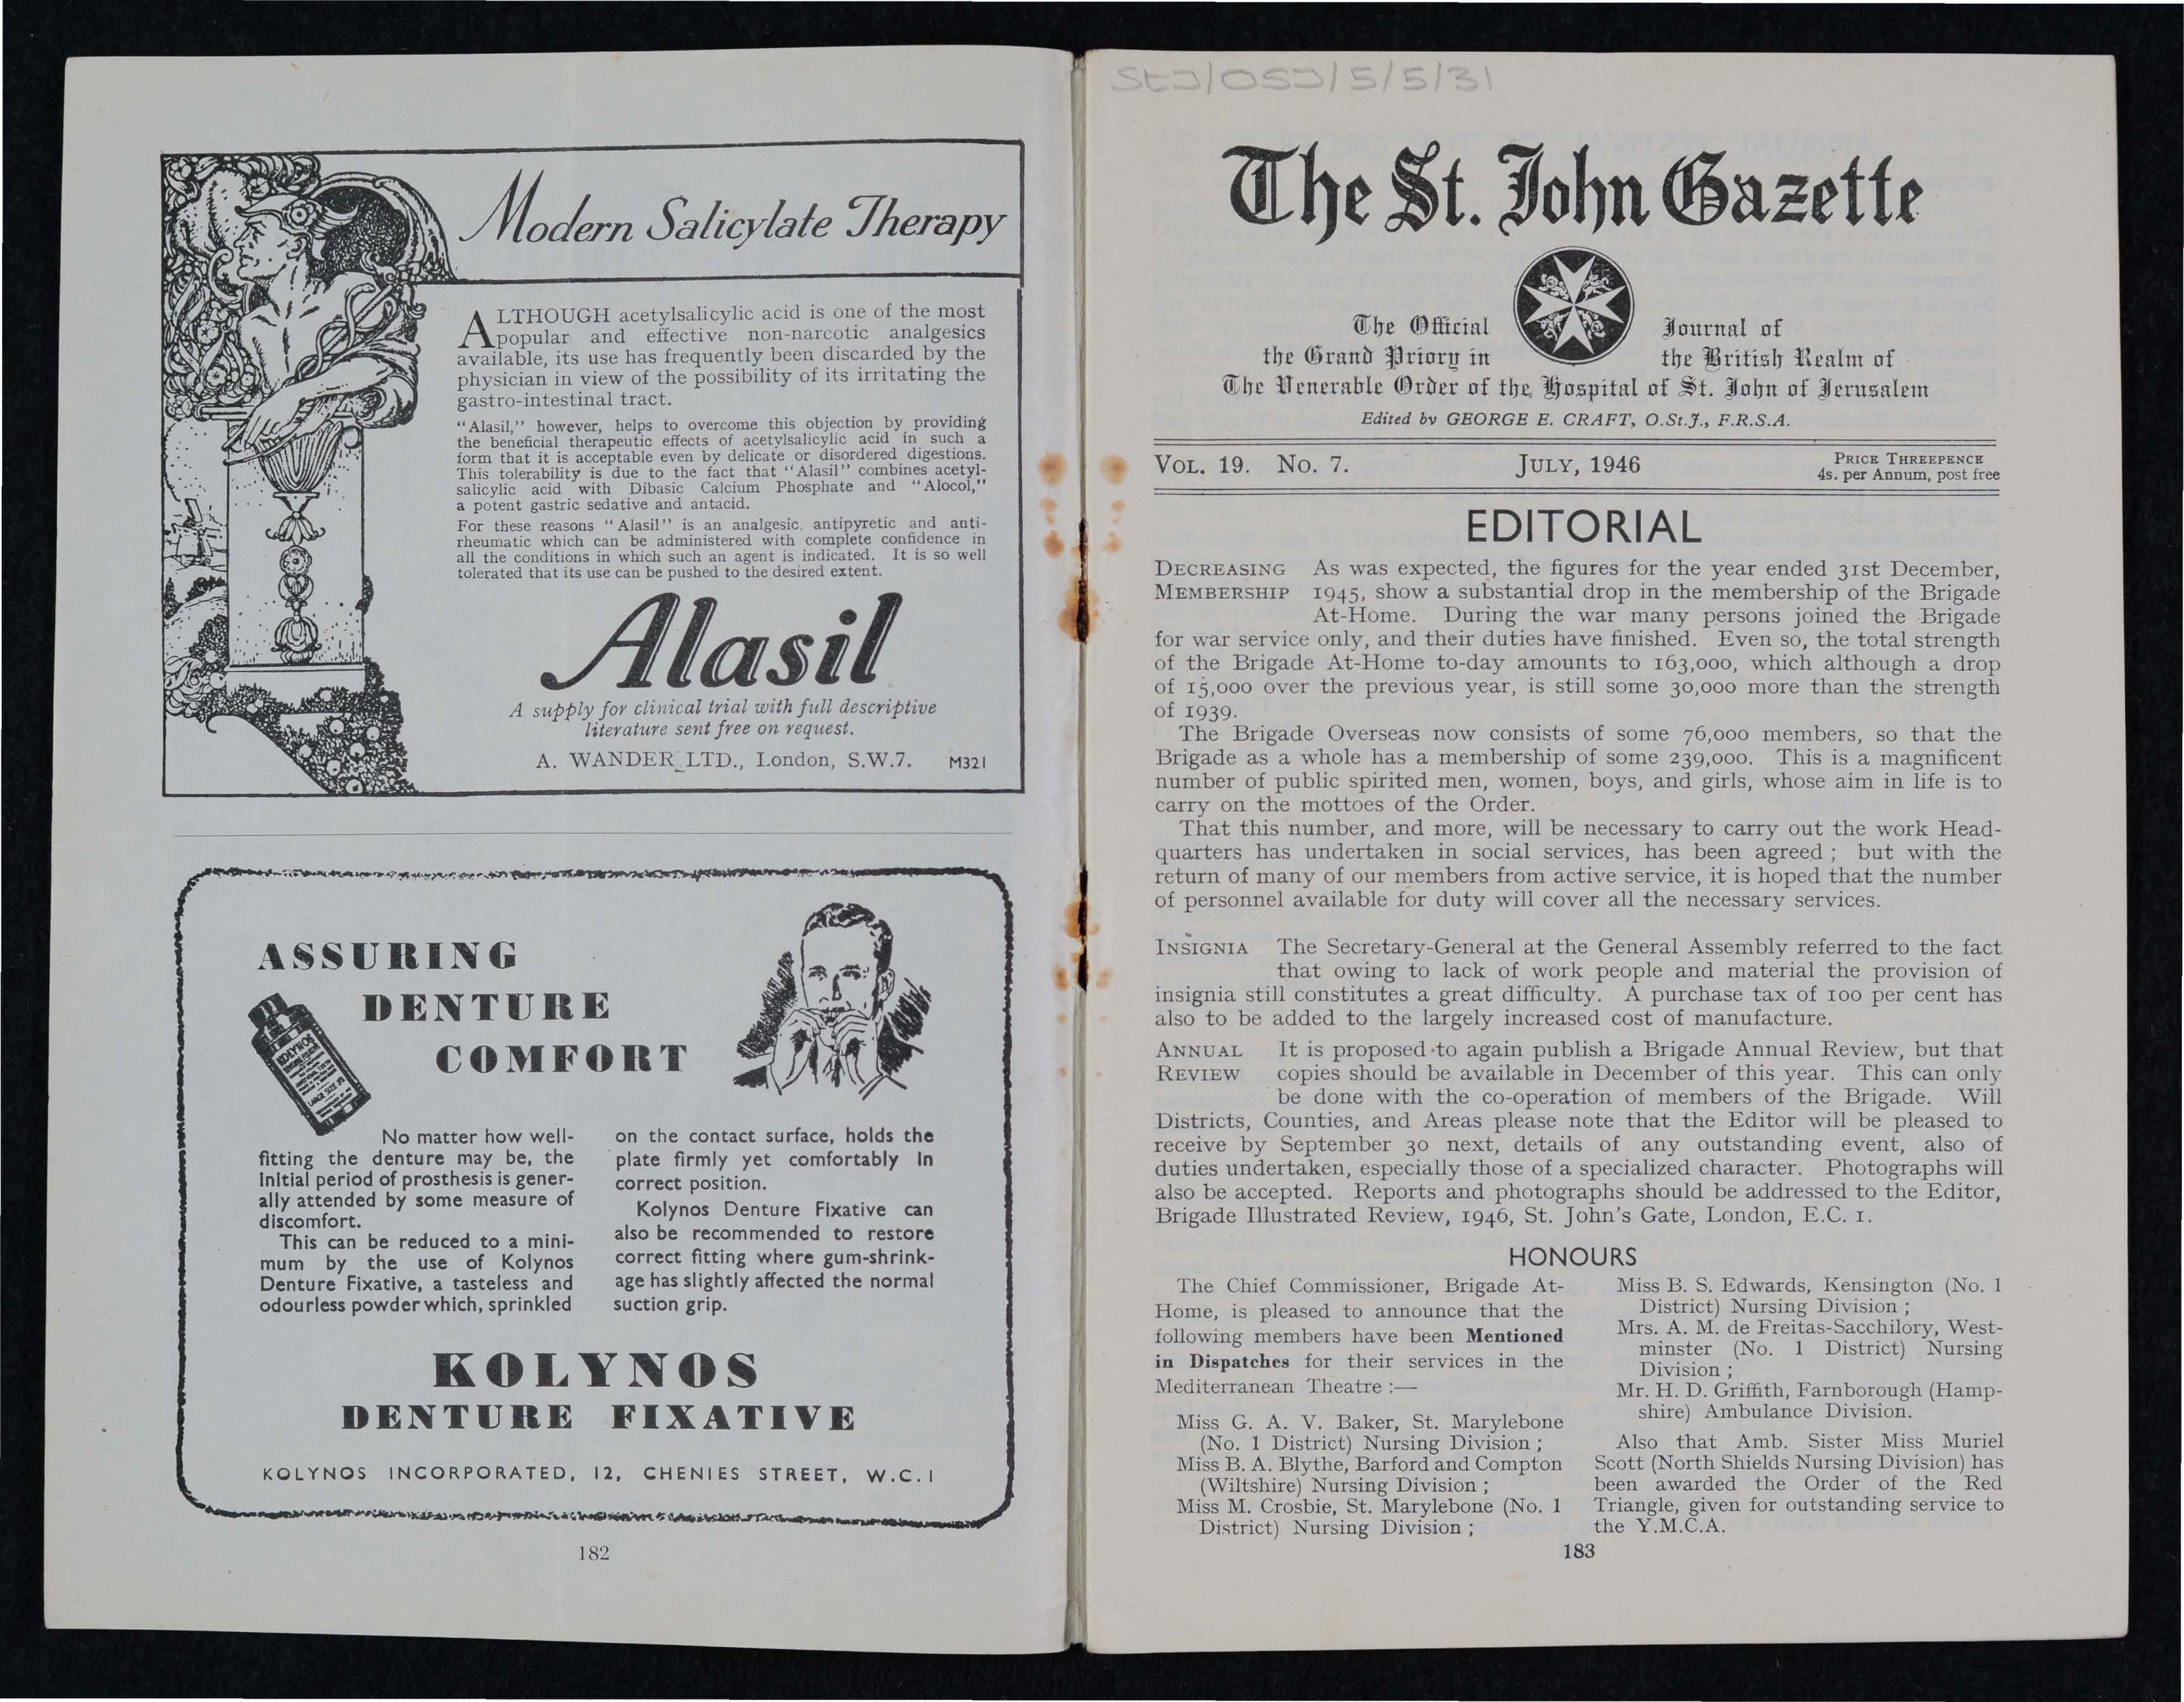 Modern Salicylate Therapy
ALTHOUGH acetylsalicylic acid is one of the most
popular and effective non-narcotic analgesics
available, its use has frequently been discarded by the
physician in view of the possibility of its irritating the
gastro-intestinal tract.
"Alasil," however, helps to overcome this objection by providing
the beneficial therapeutic effects of acetylsalicylic acid in such a
form that it is acceptable even by delicate or disordered digestions.
This tolerability is due to the fact that "Alasil" combines acetyl-
salicylic acid with Dibasic Calcium Phosphate and "Alocol,"
a potent gastric sedative and antacid.
For these reasons "Alasil" is an analgesic, antipyretic and anti-
rheumatic which can be administered with complete confidence in
all the conditions in which such an agent is indicated. It is so well
tolerated that its use can be pushed to the desired extent.
Alasil
A supply for clinical trial with full descriptive
literature sent free on request.
A. WANDER LTD., London, S.W.7. M321
ASSURING
DENTURE
COMFORT
KOLYNOS
No matter how well-
fitting the denture may be, the
initial period of prosthesis is gener-
ally attended by some measure of
discomfort.
This can be reduced to a mini-
mum by the use of Kolynos
Denture Fixative, a tasteless and
odourless powder which, sprinkled
on the contact surface, holds the
plate firmly yet comfortably in
correct position.
Kolynos Denture Fixative can
also be recommended to restore
correct fitting where gum-shrink-
age has slightly affected the normal
suction grip.
KOLYNOS
DENTURE FIXATIVE
KOLYNOS INCORPORATED, 12, CHENIES STREET, W.C.1
182
StJ/OSJ/5/5/31
The St. John Gazette
The Official Journal of
the Grand Priory in the British Realm of
The Venerable Order of the Hospital of St. John of Jerusalem
Edited by GEORGE E. CRAFT, O.St.J., F.R.S.A.
VOL. 19. No. 7. JULY, 1946 PRICE THREEPENCE
4s. per Annum, post free
EDITORIAL
DECREASING As was expected, the figures for the year ended 31st December,
MEMBERSHIP 1945, show a substantial drop in the membership of the Brigade
At-Home. During the war many persons joined the Brigade
for war service only, and their duties have finished. Even so, the total strength
of the Brigade At-Home to-day amounts to 163,000, which although a drop
of 15,000 over the previous year, is still some 30,000 more than the strength
of 1939.
The Brigade Overseas now consists of some 76,000 members, so that the
Brigade as a whole has a membership of some 239,000. This is a magnificent
number of public spirited men, women, boys, and girls, whose aim in life is to
carry on the mottoes of the Order.
That this number, and more, will be necessary to carry out the work Head-
quarters has undertaken in social services, has been agreed ; but with the
return of many of our members from active service, it is hoped that the number
of personnel available for duty will cover all the necessary services.
INSIGNIA The Secretary-General at the General Assembly referred to the fact
that owing to lack of work people and material the provision of
insignia still constitutes a great difficulty. A purchase tax of 100 per cent has
also to be added to the largely increased cost of manufacture.
ANNUAL It is proposed to again publish a Brigade Annual Review, but that
REVIEW copies should be available in December of this year. This can only
be done with the co-operation of members of the Brigade. Will
Districts, Counties, and Areas please note that the Editor will be pleased to
receive by September 30 next, details of any outstanding event, also of
duties undertaken, especially those of a specialized character. Photographs will
also be accepted. Reports and photographs should be addressed to the Editor,
Brigade Illustrated Review, 1946, St. John's Gate, London, E.C. 1.
HONOURS
The Chief Commissioner, Brigade At-
Home, is pleased to announce that the
following members have been Mentioned
in Dispatches for their services in the
Mediterranean Theatre :—
Miss G. A. V. Baker, St. Marylebone
(No. 1 District) Nursing Division ;
Miss B. A. Blythe, Barford and Compton
(Wiltshire) Nursing Division ;
Miss M. Crosbie, St. Marylebone (No. 1
District) Nursing Division ;
Miss B. S. Edwards, Kensington (No. 1
District) Nursing Division ;
Mrs. A. M. de Freitas-Sacchilory, West-
minster (No. 1 District) Nursing
Division ;
Mr. H. D. Griffith, Farnborough (Hamp-
shire) Ambulance Division.
Also that Amb. Sister Miss Muriel
Scott (North Shields Nursing Division) has
been awarded the Order of the Red
Triangle, given for outstanding service to
the Y.M.C.A.
183